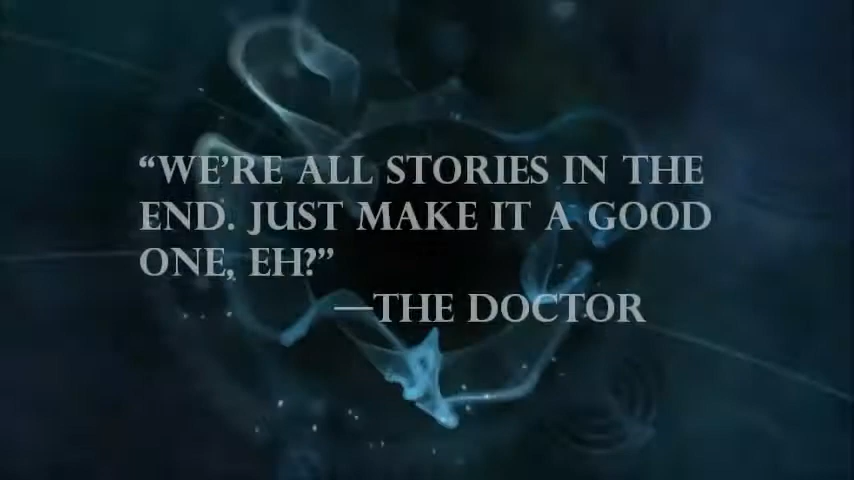 “WE’RE ALL STORIES IN THE
END. JUST MAKE IT A GOOD
ONE, EH?”
—THE DOCTOR